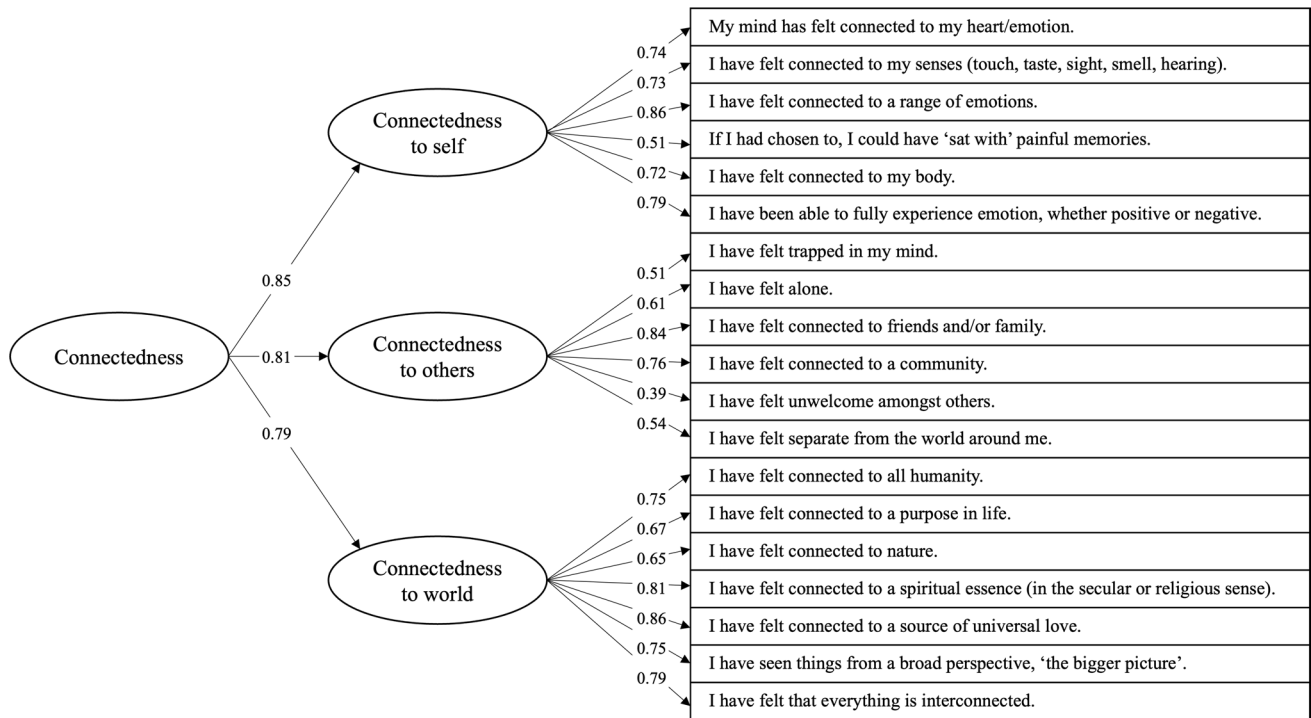 My mind has felt connected to my heart/emotion.
0.74
I have felt connected to my senses (touch, taste, sight, smell, hearing).
0.73
I have felt connected to a range of emotions.
0.86
Connectedness
to self
0.51
If I had chosen to, I could have ‘sat with’ painful memories.
0.72
I have felt connected to my body.
0.79
I have been able to fully experience emotion, whether positive or negative.
I have felt trapped in my mind.
0.85
0.51
I have felt alone.
0.61
I have felt connected to friends and/or family.
0.84
Connectedness
0.81
Connectedness
to others
0.76
I have felt connected to a community.
0.39
I have felt unwelcome amongst others.
0.54
I have felt separate from the world around me.
0.79
I have felt connected to all humanity.
0.75
I have felt connected to a purpose in life.
0.67
I have felt connected to nature.
0.65
Connectedness
to world
0.81
I have felt connected to a spiritual essence (in the secular or religious sense).
0.86
I have felt connected to a source of universal love.
0.75
I have seen things from a broad perspective, ‘the bigger picture’.
0.79
I have felt that everything is interconnected.